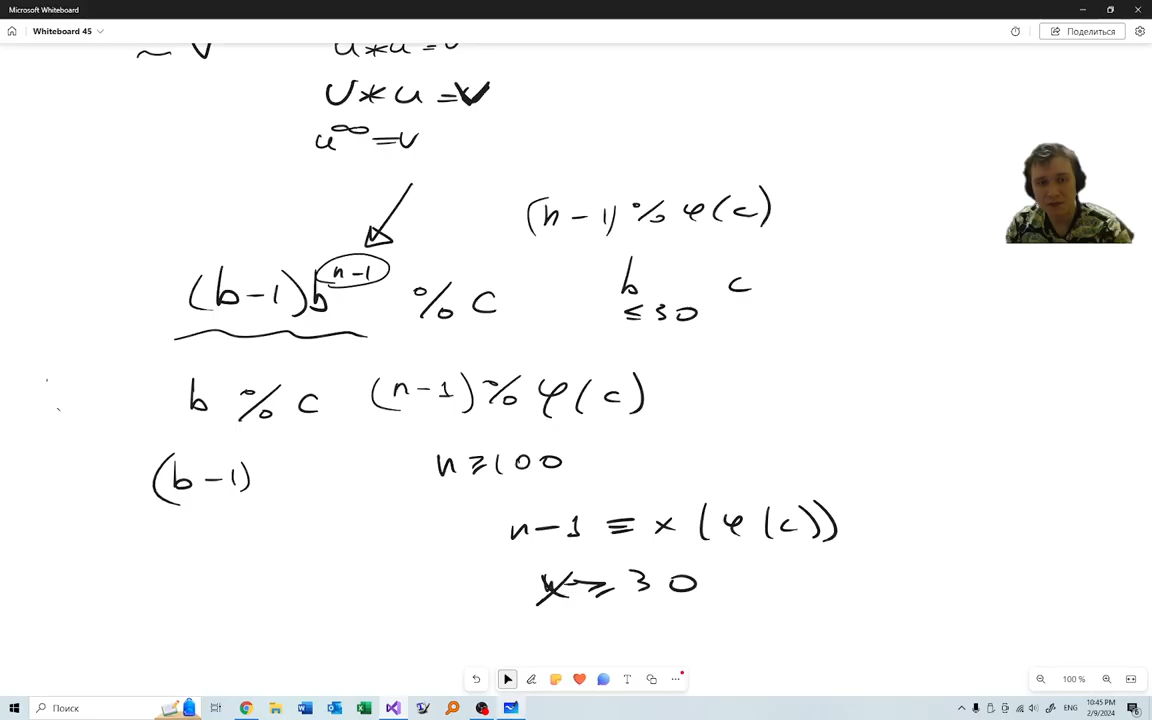 Microsoft Whiteboard
Whiteboard 45
Поделиться
~ V
u*u = v
U*u = v
u^∞ = v
(n-1) % φ(c)
(b-1)b^(n-1) % C
b c
≤ 30
b % c (n-1) % φ(c)
(b-1) n ≥ 100
n-1 ≡ x (φ(c))
x ≥ 30
100 %
Поиск
ENG
10:45 PM
2/9/2024
6